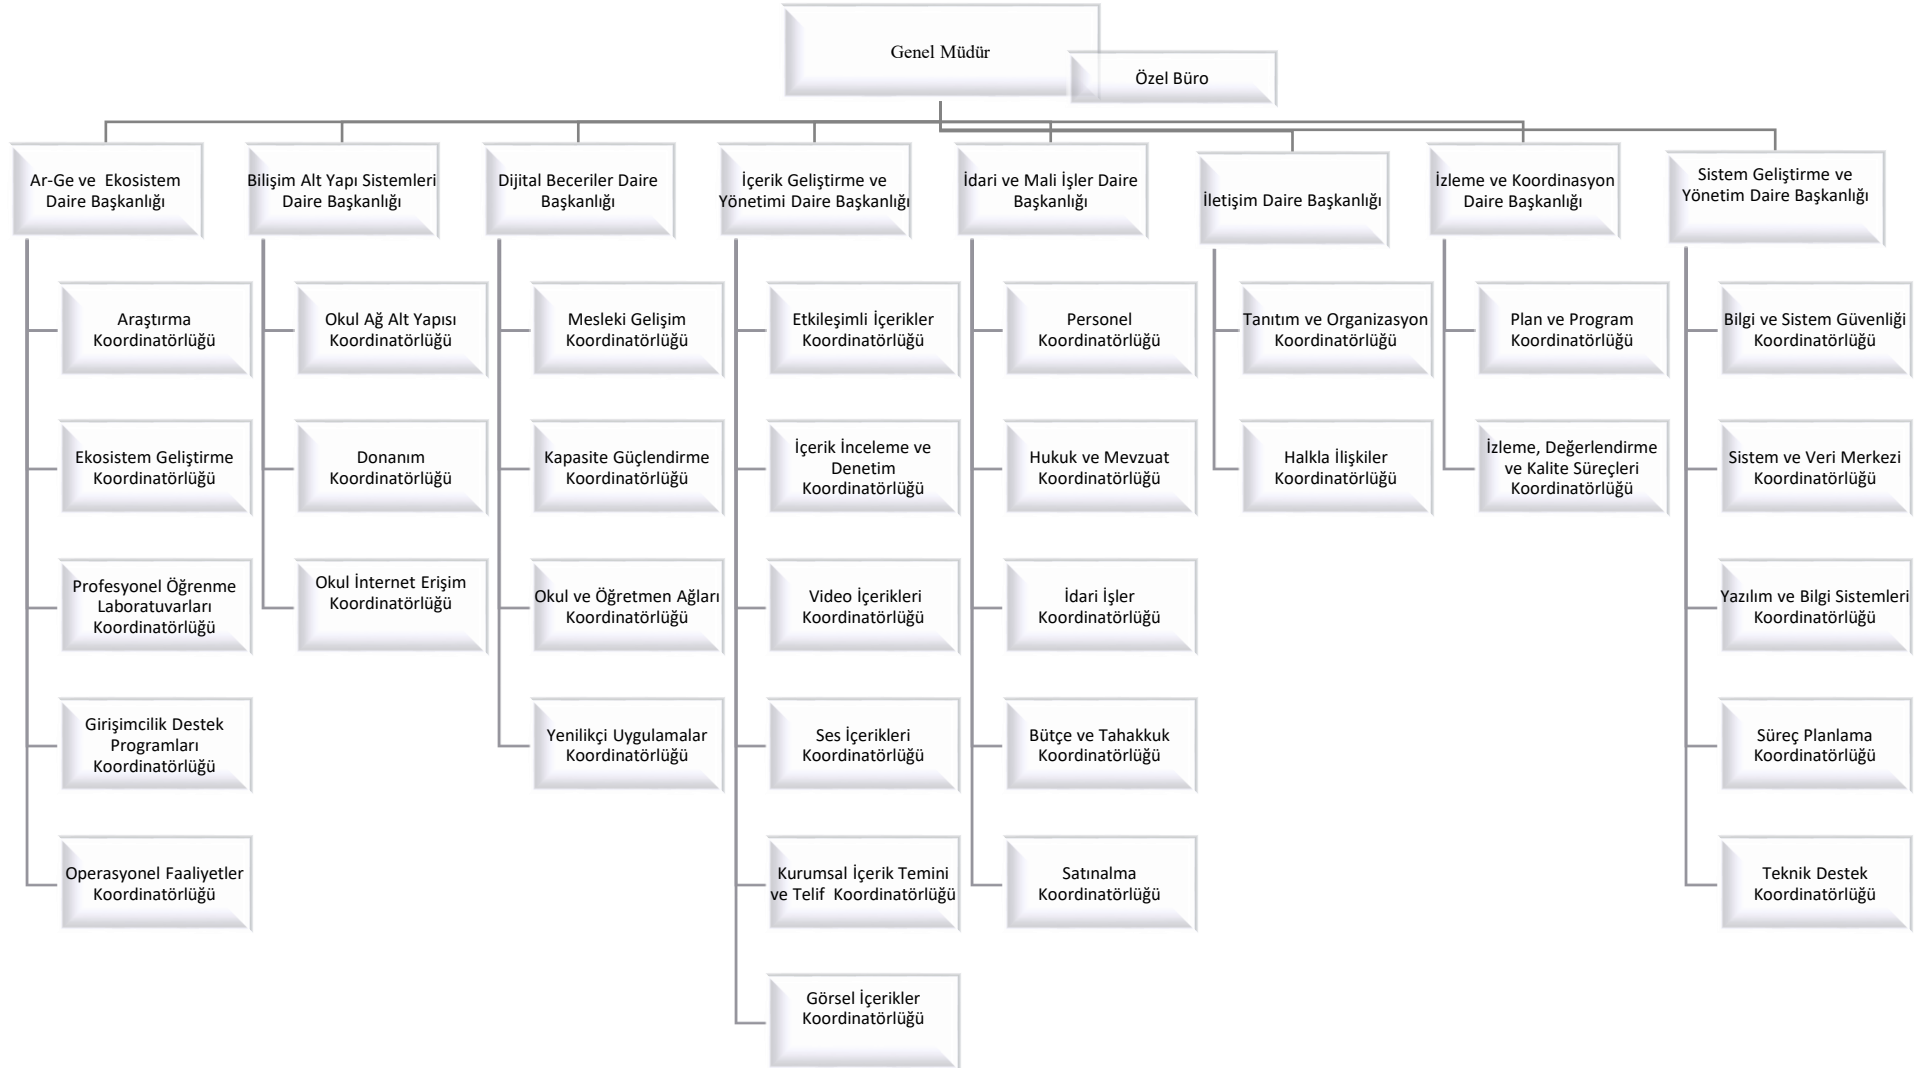 Genel Müdür
Özel Büro
Ar-Ge ve Ekosistem
Daire Başkanlığı
Araştırma
Koordinatörlüğü
Ekosistem Geliştirme
Koordinatörlüğü
Profesyonel Öğrenme
Laboratuvarları
Koordinatörlüğü
Girişimcilik Destek
Programları
Koordinatörlüğü
Operasyonel Faaliyetler
Koordinatörlüğü
Bilişim Alt Yapı Sistemleri
Daire Başkanlığı
Okul Ağ Alt Yapısı
Koordinatörlüğü
Donanım
Koordinatörlüğü
Okul İnternet Erişim
Koordinatörlüğü
Dijital Beceriler Daire
Başkanlığı
Mesleki Gelişim
Koordinatörlüğü
Kapasite Güçlendirme
Koordinatörlüğü
Okul ve Öğretmen Ağları
Koordinatörlüğü
Yenilikçi Uygulamalar
Koordinatörlüğü
İçerik Geliştirme ve
Yönetimi Daire Başkanlığı
Etkileşimli İçerikler
Koordinatörlüğü
İçerik İnceleme ve
Denetim
Koordinatörlüğü
Video İçerikleri
Koordinatörlüğü
Ses İçerikleri
Koordinatörlüğü
Kurumsal İçerik Temini
ve Telif Koordinatörlüğü
Görsel İçerikler
Koordinatörlüğü
İdari ve Mali İşler Daire
Başkanlığı
Personel
Koordinatörlüğü
Hukuk ve Mevzuat
Koordinatörlüğü
İdari İşler
Koordinatörlüğü
Bütçe ve Tahakkuk
Koordinatörlüğü
Satınalma
Koordinatörlüğü
İletişim Daire Başkanlığı
Tanıtım ve Organizasyon
Koordinatörlüğü
Halkla İlişkiler
Koordinatörlüğü
İzleme ve Koordinasyon
Daire Başkanlığı
Plan ve Program
Koordinatörlüğü
İzleme, Değerlendirme
ve Kalite Süreçleri
Koordinatörlüğü
Sistem Geliştirme ve
Yönetim Daire Başkanlığı
Bilgi ve Sistem Güvenliği
Koordinatörlüğü
Sistem ve Veri Merkezi
Koordinatörlüğü
Yazılım ve Bilgi Sistemleri
Koordinatörlüğü
Süreç Planlama
Koordinatörlüğü
Teknik Destek
Koordinatörlüğü